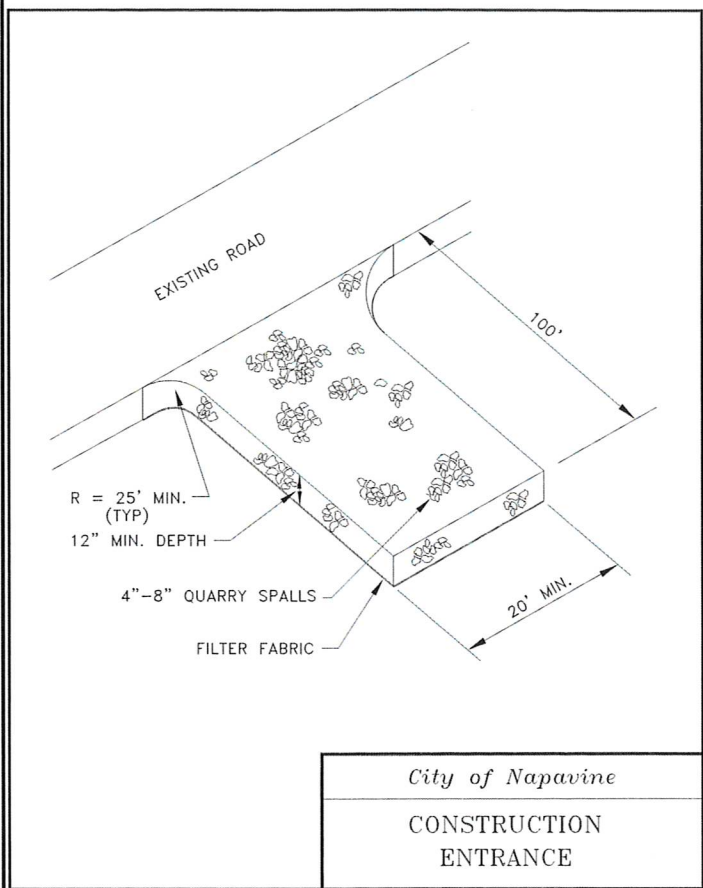 EXISTING ROAD
100'
R = 25' MIN.
(TYP)
12" MIN. DEPTH
4"-8" QUARRY SPALLS
20' MIN.
FILTER FABRIC
City of Napavine
CONSTRUCTION
ENTRANCE